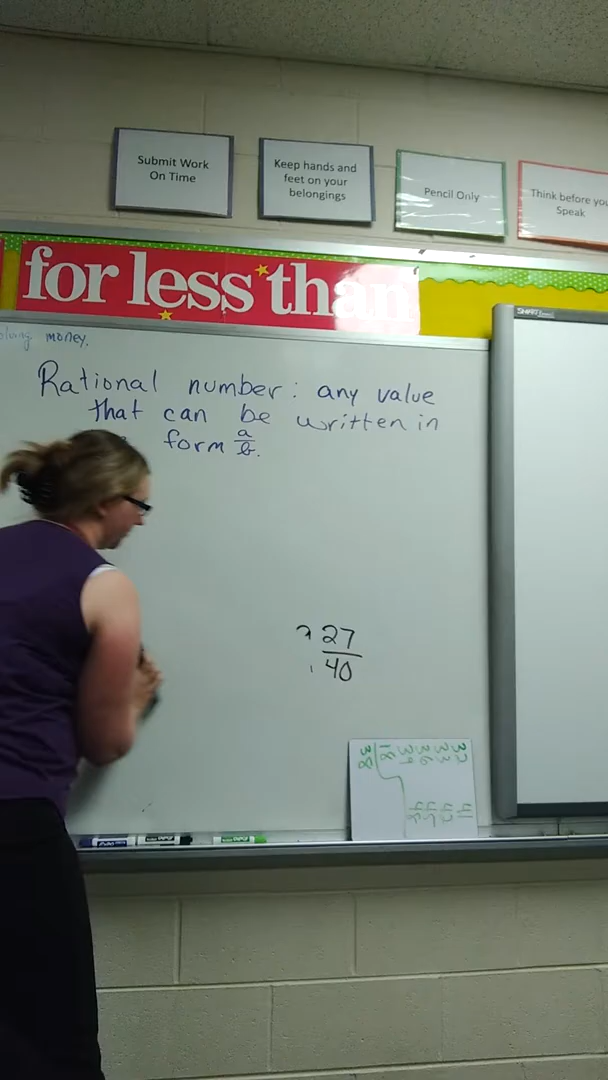 Submit Work
On Time
Keep hands and
feet on your
belongings
Pencil Only
Think before you
Speak
for less than
money.
Rational number: any value
that can be written in
form a/b.
27
40
SMART